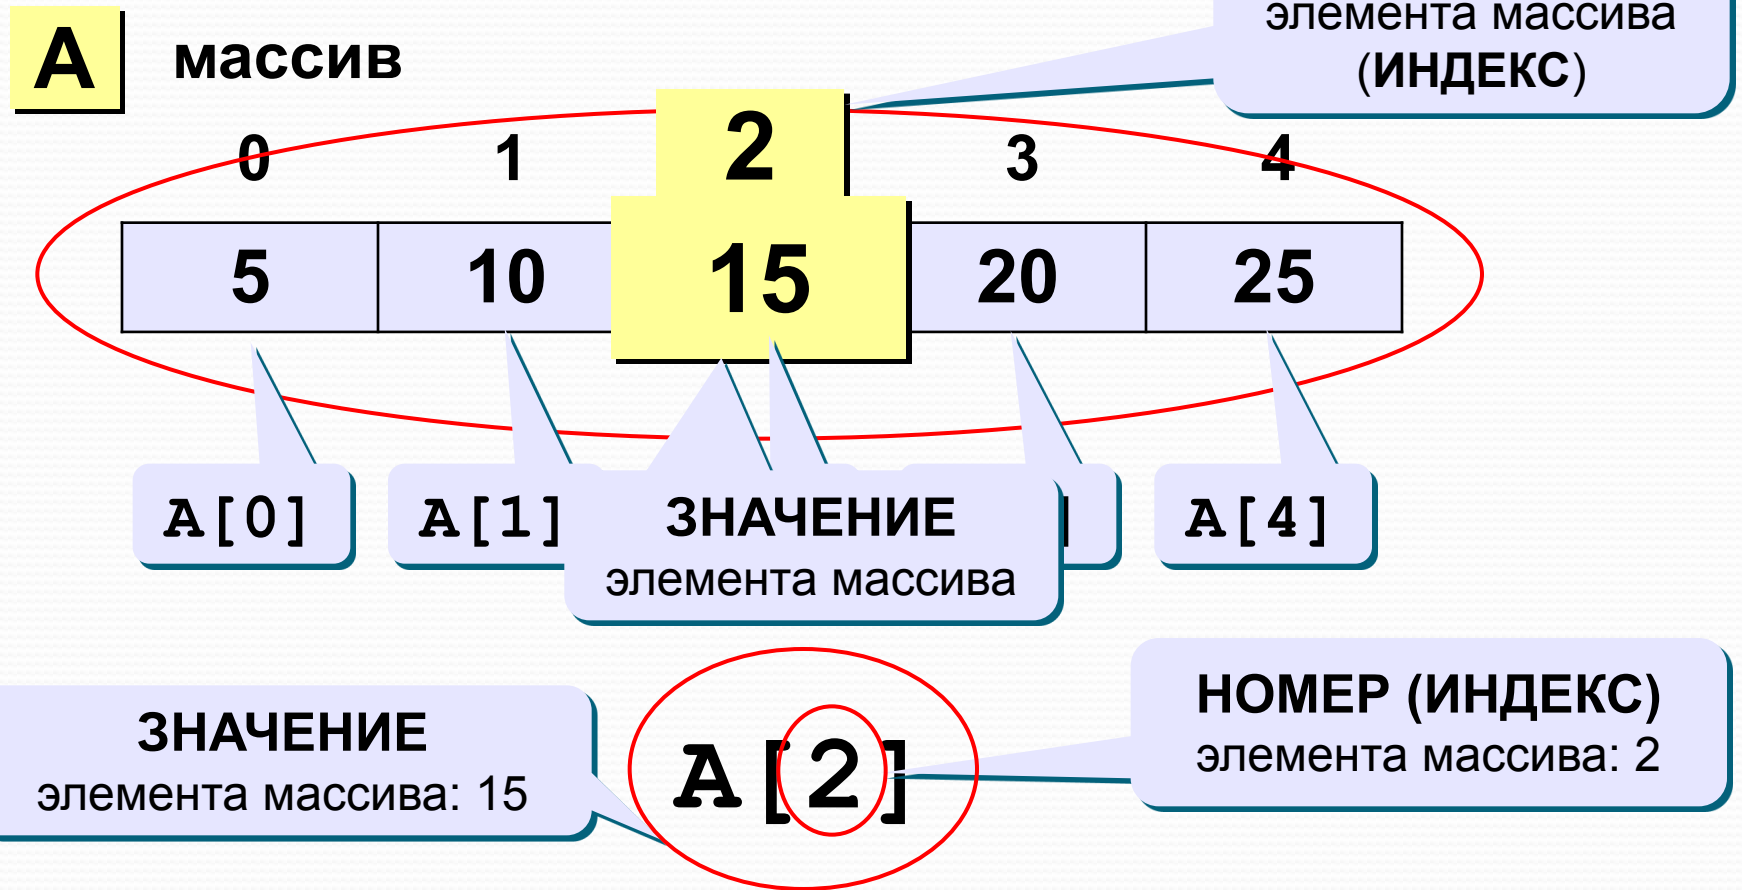 элемента массива
(ИНДЕКС)
A массив
0 1 2 3 4
5 10 15 20 25
A[0] A[1] ] A[4]
ЗНАЧЕНИЕ
элемента массива
ЗНАЧЕНИЕ
элемента массива: 15
A[2]
НОМЕР (ИНДЕКС)
элемента массива: 2